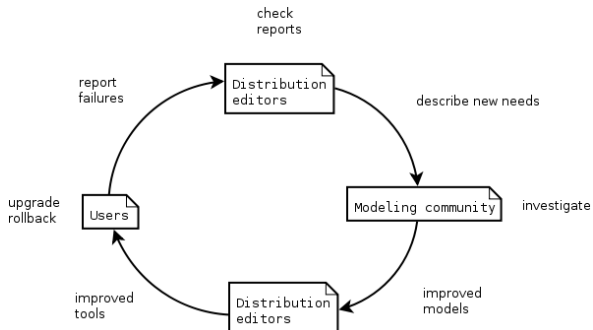 check
reports
report
failures
Distribution
editors
describe new needs
upgrade
rollback
Users
Modeling community
investigate
improved
tools
Distribution
editors
improved
models